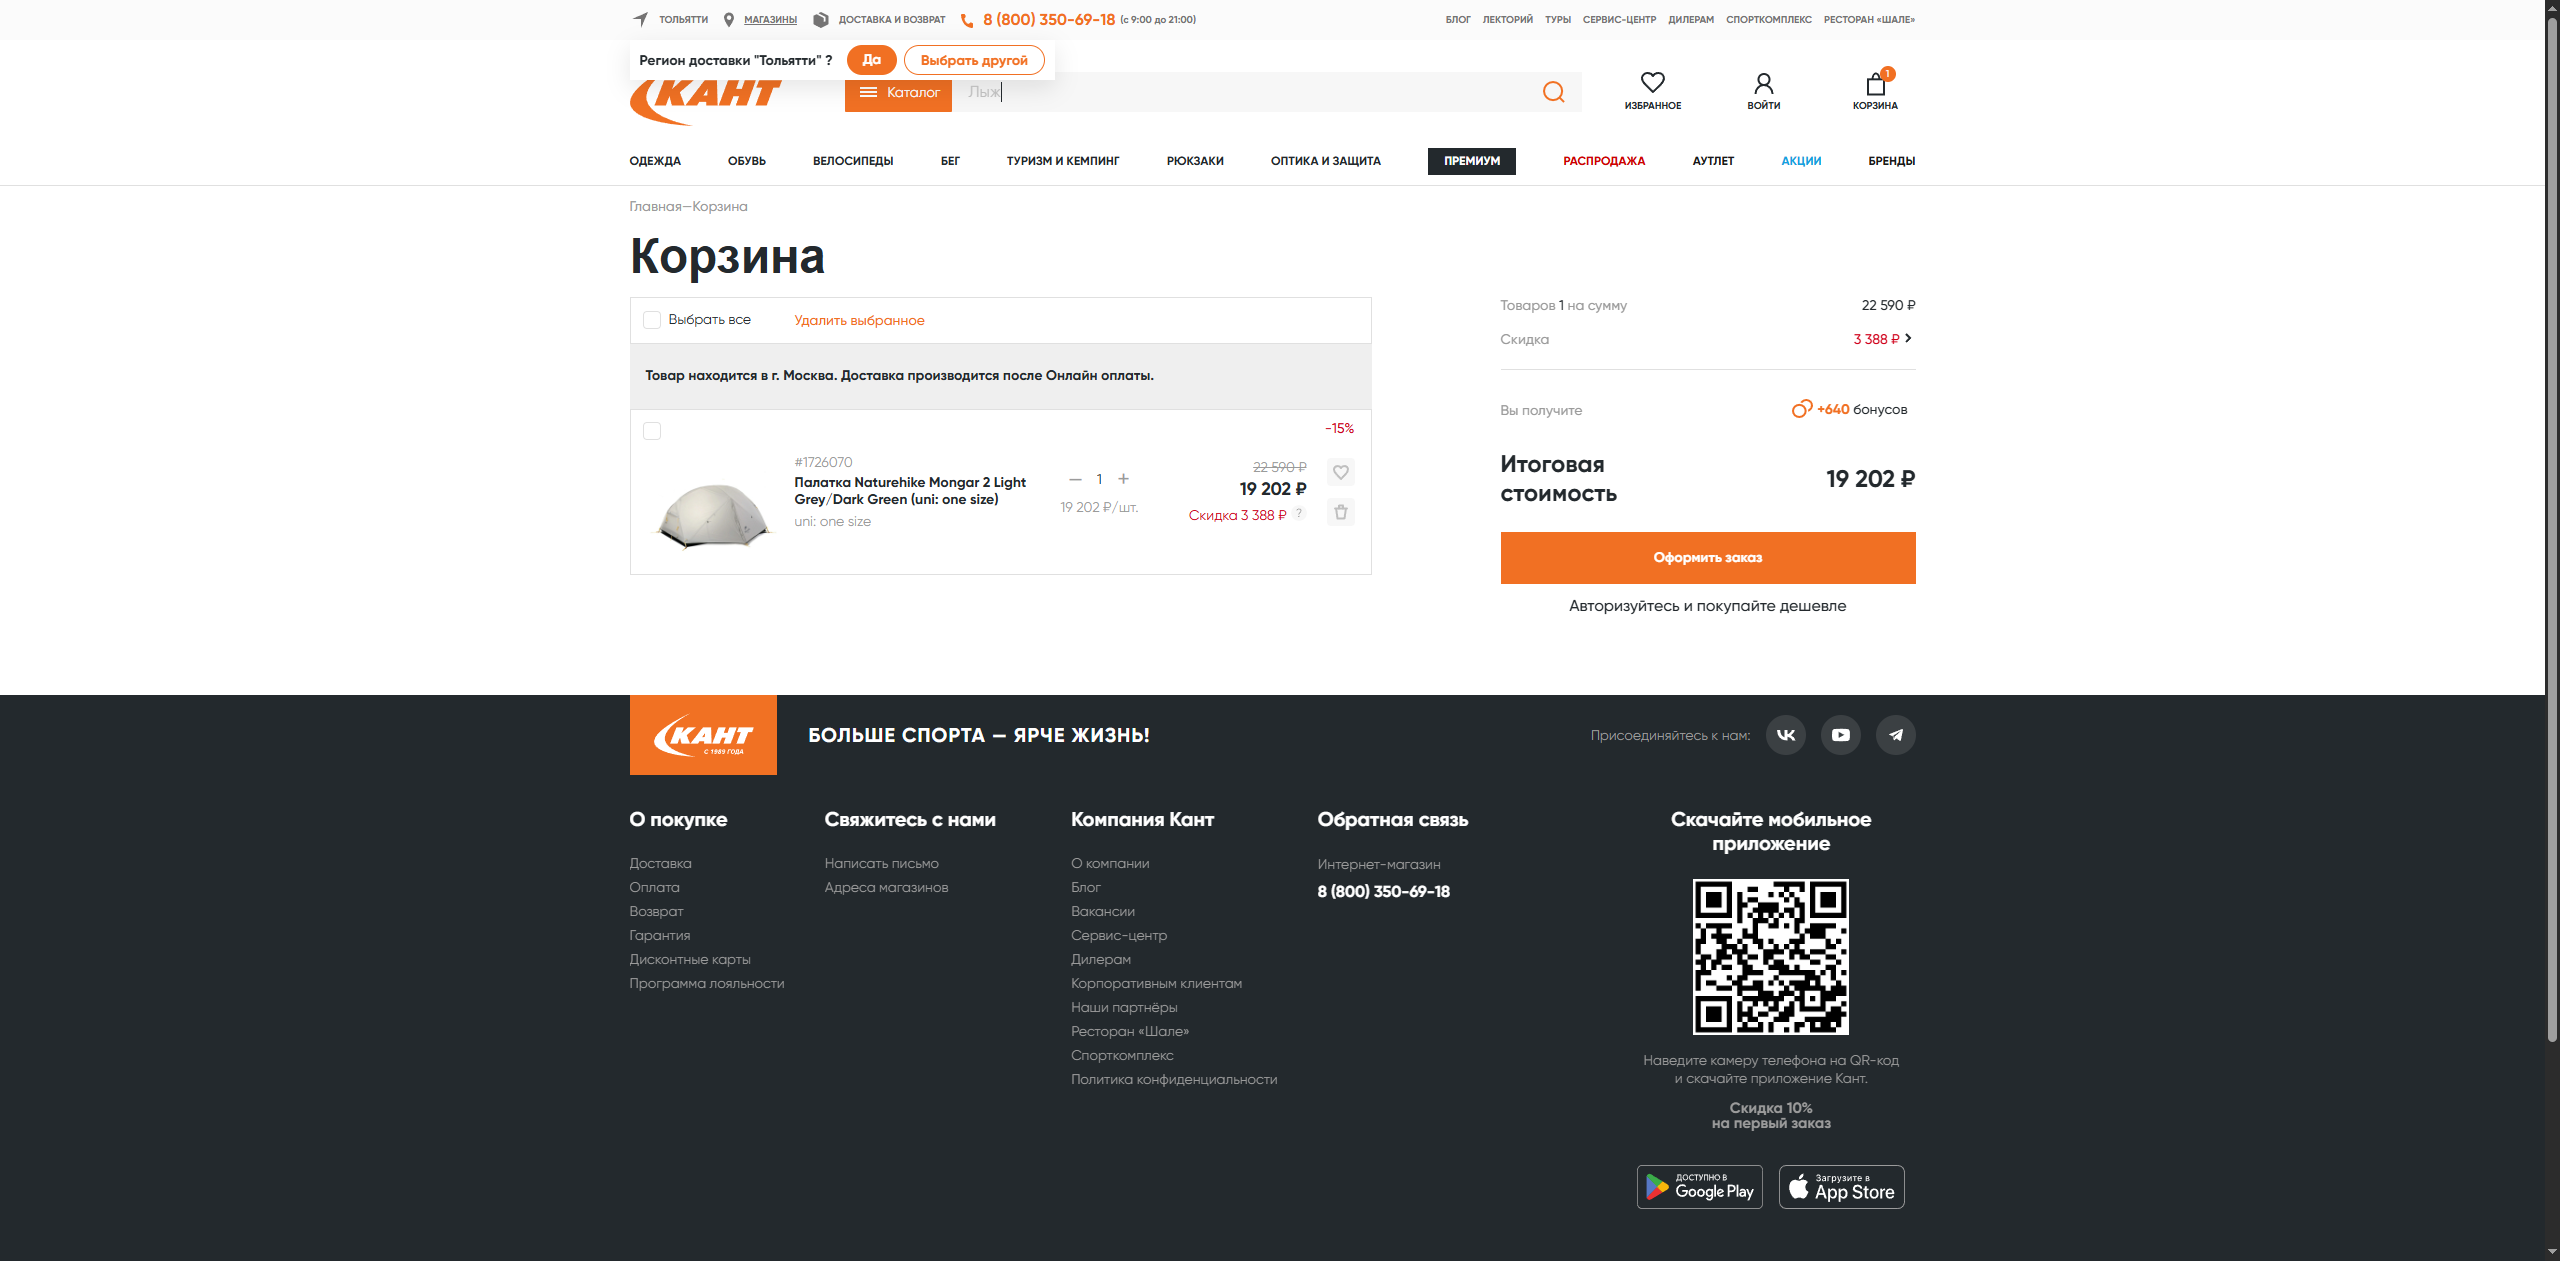 ТОЛЬЯТТИ МАГАЗИНЫ ДОСТАВКА И ВОЗВРАТ 8 (800) 350-69-18 (с 9:00 до 21:00) БЛОГ ЛЕКТОРИЙ ТУРЫ СЕРВИС-ЦЕНТР ДИЛЕРАМ СПОРТКОМПЛЕКС РЕСТОРАН «ШАЛЕ»
Регион доставки "Тольятти" ? Да Выбрать другой
КАНТ Каталог Лыж
ИЗБРАННОЕ ВОЙТИ 1 КОРЗИНА
ОДЕЖДА ОБУВЬ ВЕЛОСИПЕДЫ БЕГ ТУРИЗМ И КЕМПИНГ РЮКЗАКИ ОПТИКА И ЗАЩИТА ПРЕМИУМ РАСПРОДАЖА АУТЛЕТ АКЦИИ БРЕНДЫ
Главная—Корзина
Корзина
Выбрать все Удалить выбранное
Товар находится в г. Москва. Доставка производится после Онлайн оплаты.
-15%
#1726070
Палатка Naturehike Mongar 2 Light
Grey/Dark Green (uni: one size)
uni: one size
— 1 +
19 202 ₽/шт.
22 590 ₽
19 202 ₽
Скидка 3 388 ₽ ?
Товаров 1 на сумму 22 590 ₽
Скидка 3 388 ₽
Вы получите +640 бонусов
Итоговая
стоимость
19 202 ₽
Оформить заказ
Авторизуйтесь и покупайте дешевле
КАНТ
С 1989 ГОДА
БОЛЬШЕ СПОРТА — ЯРЧЕ ЖИЗНЬ!
Присоединяйтесь к нам:
О покупке
Доставка
Оплата
Возврат
Гарантия
Дисконтные карты
Программа лояльности
Свяжитесь с нами
Написать письмо
Адреса магазинов
Компания Кант
О компании
Блог
Вакансии
Сервис-центр
Дилерам
Корпоративным клиентам
Наши партнёры
Ресторан «Шале»
Спорткомплекс
Политика конфиденциальности
Обратная связь
Интернет-магазин
8 (800) 350-69-18
Скачайте мобильное
приложение
Наведите камеру телефона на QR-код
и скачайте приложение Кант.
Скидка 10%
на первый заказ
ДОСТУПНО В
Google Play
Загрузите в
App Store